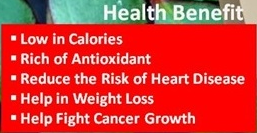 Health Benefit
▪ Low in Calories
▪ Rich of Antioxidant
▪ Reduce the Risk of Heart Disease
▪ Help in Weight Loss
▪ Help Fight Cancer Growth